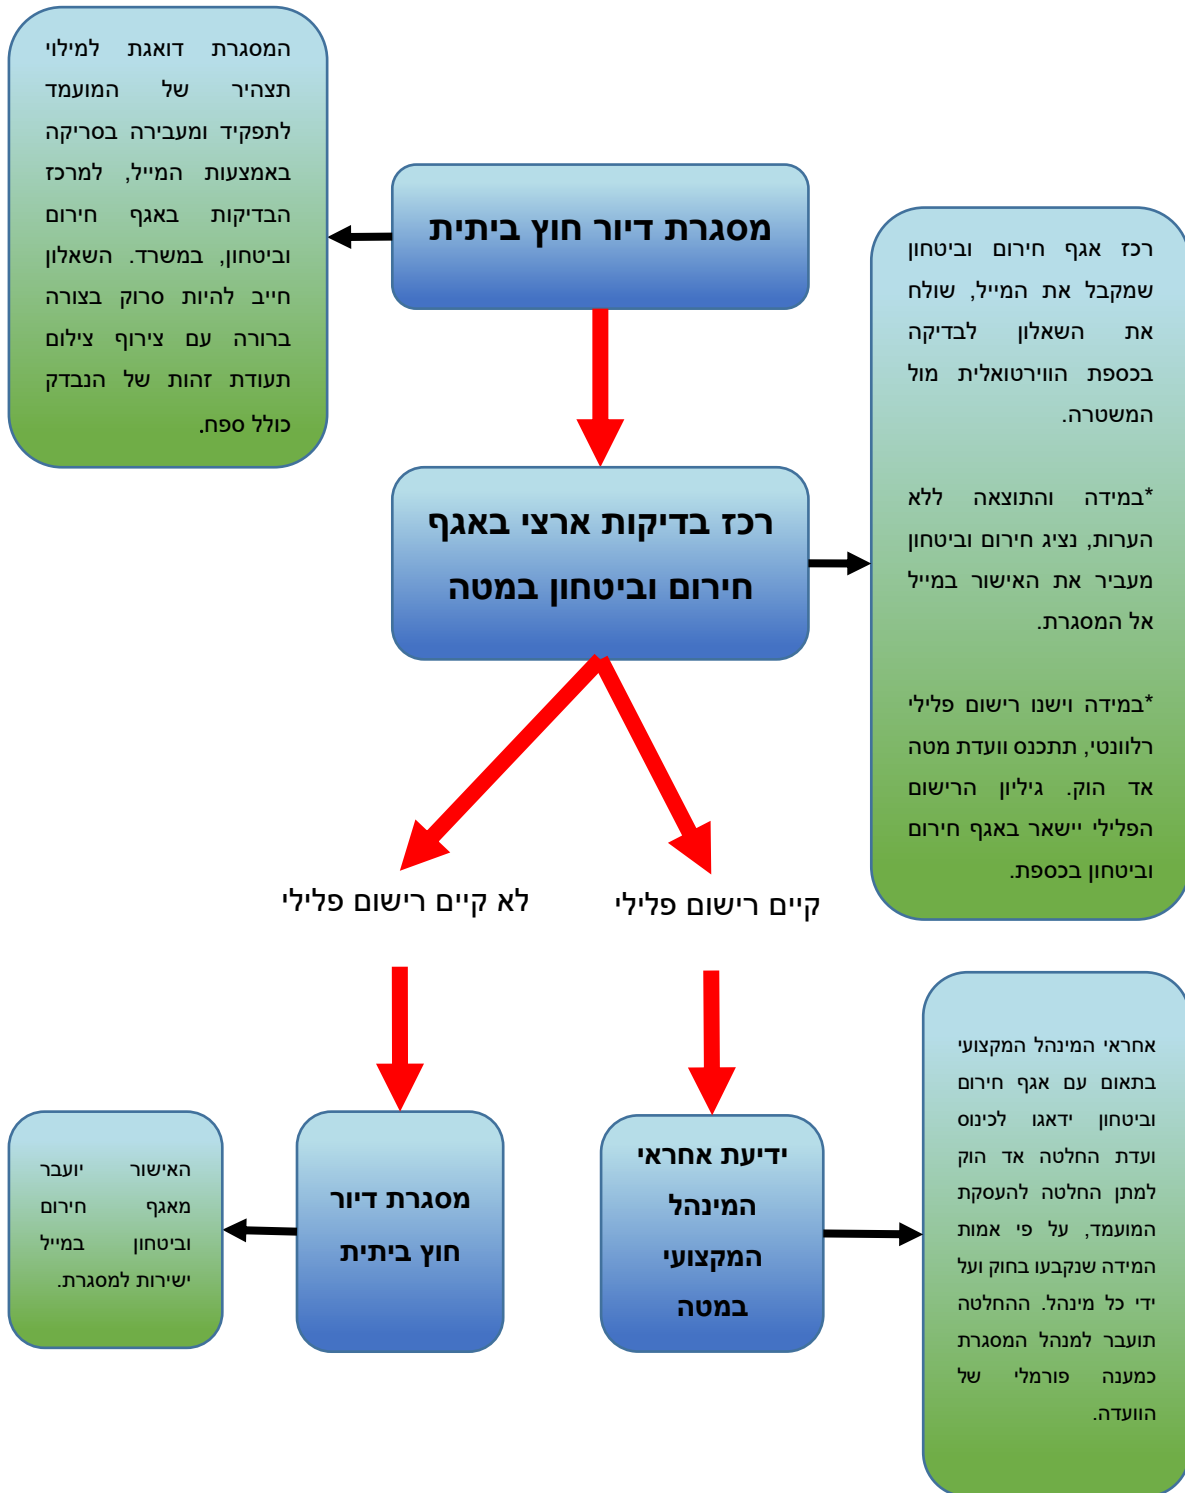 המסגרת דואגת למילוי
תצהיר של המועמד
לתפקיד ומעבירה בסריקה
באמצעות המייל, למרכז
הבדיקות באגף חירום
וביטחון, במשרד. השאלון
חייב להיות סרוק בצורה
ברורה עם צירוף צילום
תעודת זהות של הנבדק
כולל ספח.
מסגרת דיור חוץ ביתית
רכז אגף חירום וביטחון
שמקבל את המייל, שולח
את השאלון לבדיקה
בכספת הווירטואלית מול
המשטרה.
*במידה והתוצאה ללא
הערות, נציג חירום וביטחון
מעביר את האישור במייל
אל המסגרת.
*במידה וישנו רישום פלילי
רלוונטי, תתכנס וועדת מטה
אד הוק. גיליון הרישום
הפלילי יישאר באגף חירום
וביטחון בכספת.
רכז בדיקות ארצי באגף
חירום וביטחון במטה
קיים רישום פלילי
לא קיים רישום פלילי
אחראי המינהל המקצועי
בתאום עם אגף חירום
וביטחון ידאגו לכינוס
ועדת החלטה אד הוק
למתן החלטה להעסקת
המועמד, על פי אמות
המידה שנקבעו בחוק ועל
ידי כל מינהל. ההחלטה
תועבר למנהל המסגרת
כמענה פורמלי של
הוועדה.
ידיעת אחראי
המינהל
המקצועי
במטה
מסגרת דיור
חוץ ביתית
האישור יועבר
מאגף חירום
וביטחון במייל
ישירות למסגרת.